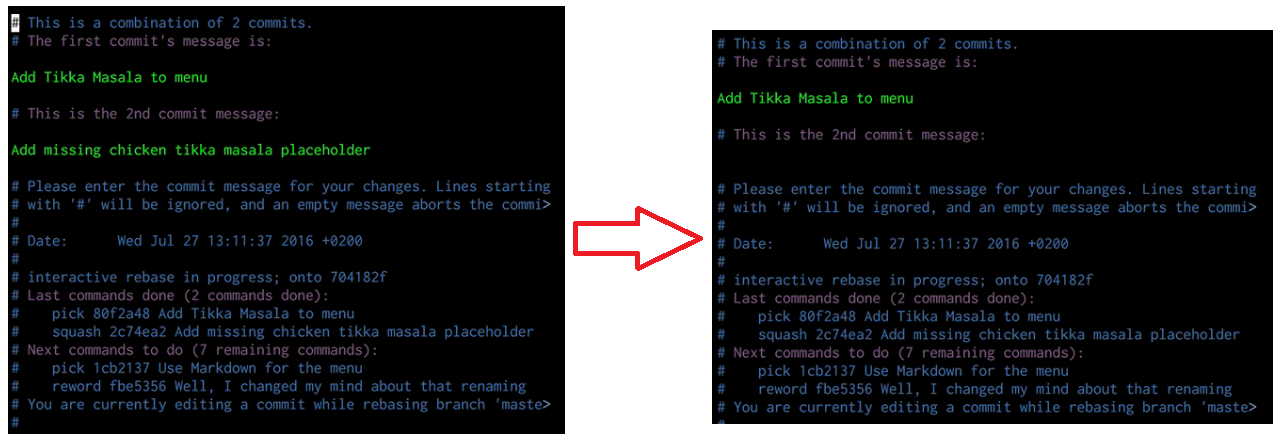 # This is a combination of 2 commits.
# The first commit's message is:
Add Tikka Masala to menu
# This is the 2nd commit message:
Add missing chicken tikka masala placeholder
# Please enter the commit message for your changes. Lines starting
# with '#' will be ignored, and an empty message aborts the commi>
#
# Date:      Wed Jul 27 13:11:37 2016 +0200
#
# interactive rebase in progress; onto 704182f
# Last commands done (2 commands done):
#    pick 80f2a48 Add Tikka Masala to menu
#    squash 2c74ea2 Add missing chicken tikka masala placeholder
# Next commands to do (7 remaining commands):
#    pick 1cb2137 Use Markdown for the menu
#    reword fbe5356 Well, I changed my mind about that renaming
# You are currently editing a commit while rebasing branch 'maste>
#
# This is a combination of 2 commits.
# The first commit's message is:
Add Tikka Masala to menu
# This is the 2nd commit message:
# Please enter the commit message for your changes. Lines starting
# with '#' will be ignored, and an empty message aborts the commi>
#
# Date:      Wed Jul 27 13:11:37 2016 +0200
#
# interactive rebase in progress; onto 704182f
# Last commands done (2 commands done):
#    pick 80f2a48 Add Tikka Masala to menu
#    squash 2c74ea2 Add missing chicken tikka masala placeholder
# Next commands to do (7 remaining commands):
#    pick 1cb2137 Use Markdown for the menu
#    reword fbe5356 Well, I changed my mind about that renaming
# You are currently editing a commit while rebasing branch 'maste>
#